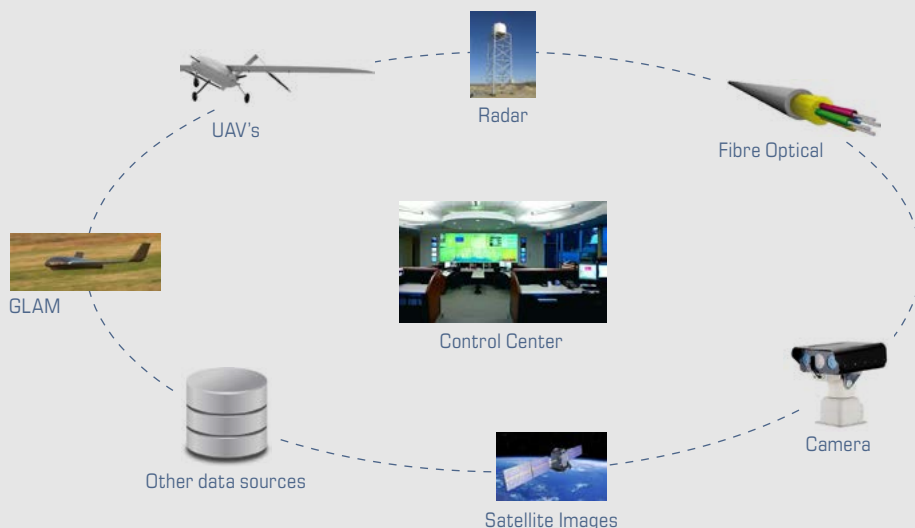 Radar
UAV's
Fibre Optical
GLAM
Control Center
Camera
Other data sources
Satellite Images